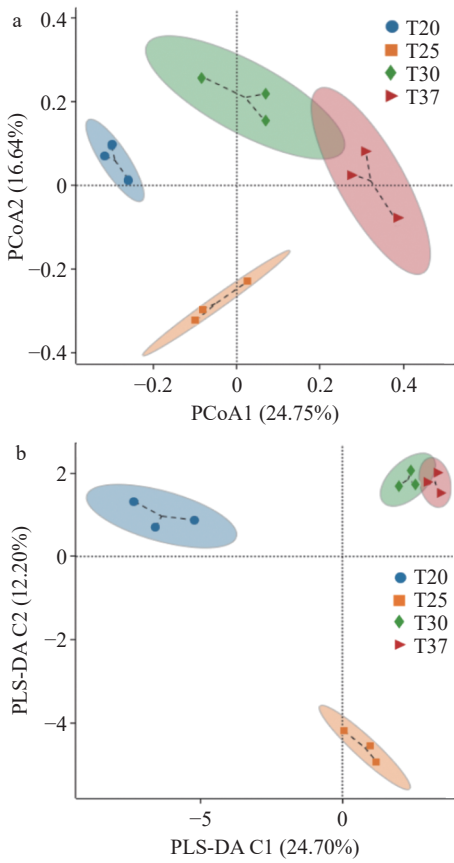 a
T20
T25
T30
T37
0.4
0.2
0
−0.2
−0.4
PCoA2 (16.64%)
−0.2
0
0.2
0.4
PCoA1 (24.75%)
b
2
0
−2
−4
PLS-DA C2 (12.20%)
T20
T25
T30
T37
−5
0
PLS-DA C1 (24.70%)